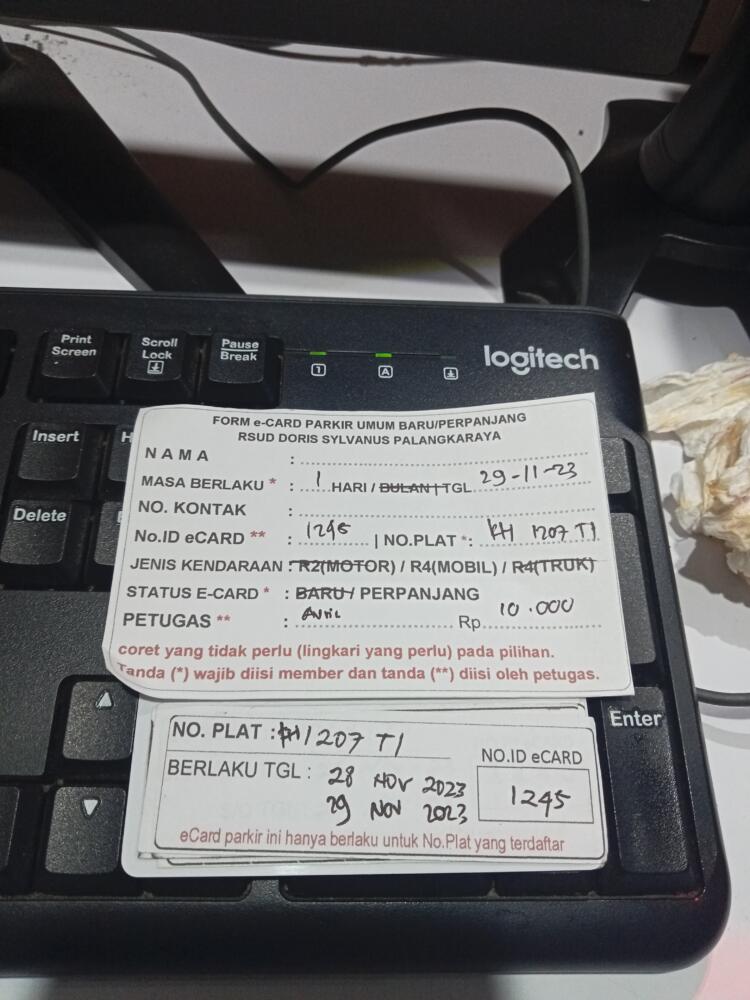 Print Screen
Scroll Lock
Pause Break
1
A
logitech
Insert
H
Delete
FORM e-CARD PARKIR UMUM BARU/PERPANJANG
RSUD DORIS SYLVANUS PALANGKARAYA
NAMA :
MASA BERLAKU * : 1 HARI / BULAN | TGL 29-11-23
NO. KONTAK :
No.ID eCARD ** : 1245 | NO.PLAT *: KH 1207 TI
JENIS KENDARAAN : R2(MOTOR) / R4(MOBIL) / R4(TRUK)
STATUS E-CARD * : BARU / PERPANJANG
PETUGAS ** : Avril Rp 10.000
coret yang tidak perlu (lingkari yang perlu) pada pilihan.
Tanda (*) wajib diisi member dan tanda (**) diisi oleh petugas.
Enter
NO. PLAT : KH 1207 TI
NO.ID eCARD
BERLAKU TGL : 28 NOV 2023
1245
29 NOV 2023
eCard parkir ini hanya berlaku untuk No.Plat yang terdaftar